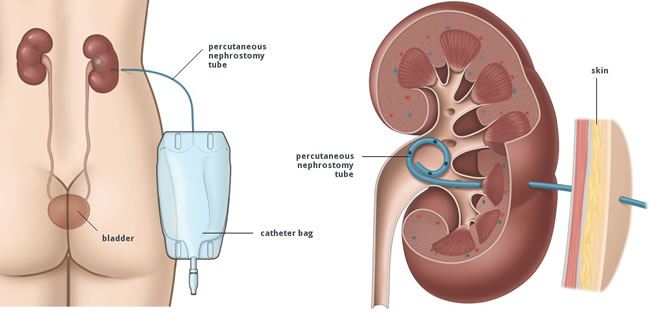 percutaneous
nephrostomy
tube
bladder
catheter bag
percutaneous
nephrostomy
tube
skin